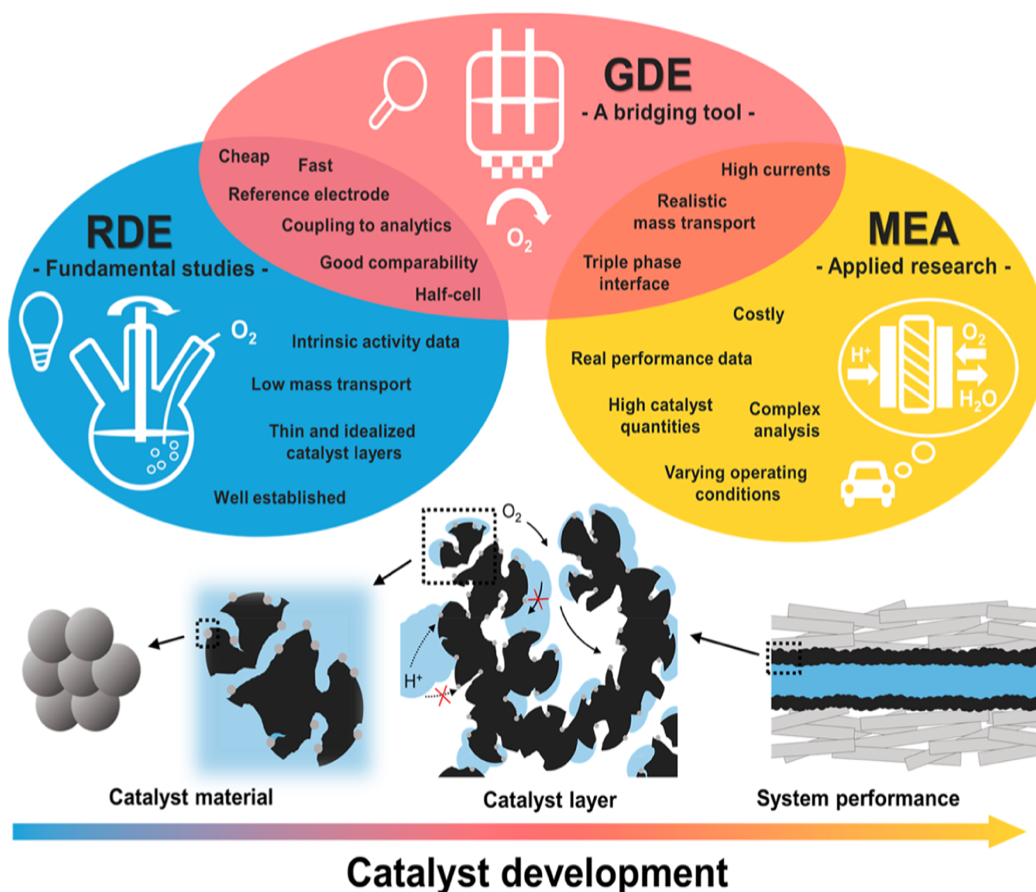 GDE
- A bridging tool -
Cheap
Fast
Reference electrode
Coupling to analytics
Good comparability
Half-cell
O₂
High currents
Realistic
mass transport
Triple phase
interface
RDE
- Fundamental studies -
O₂
Intrinsic activity data
Low mass transport
Thin and idealized
catalyst layers
Well established
MEA
- Applied research -
Costly
Real performance data
High catalyst
quantities
Complex
analysis
Varying operating
conditions
H⁺
O₂
H₂O
O₂
H⁺
Catalyst material
Catalyst layer
System performance
Catalyst development